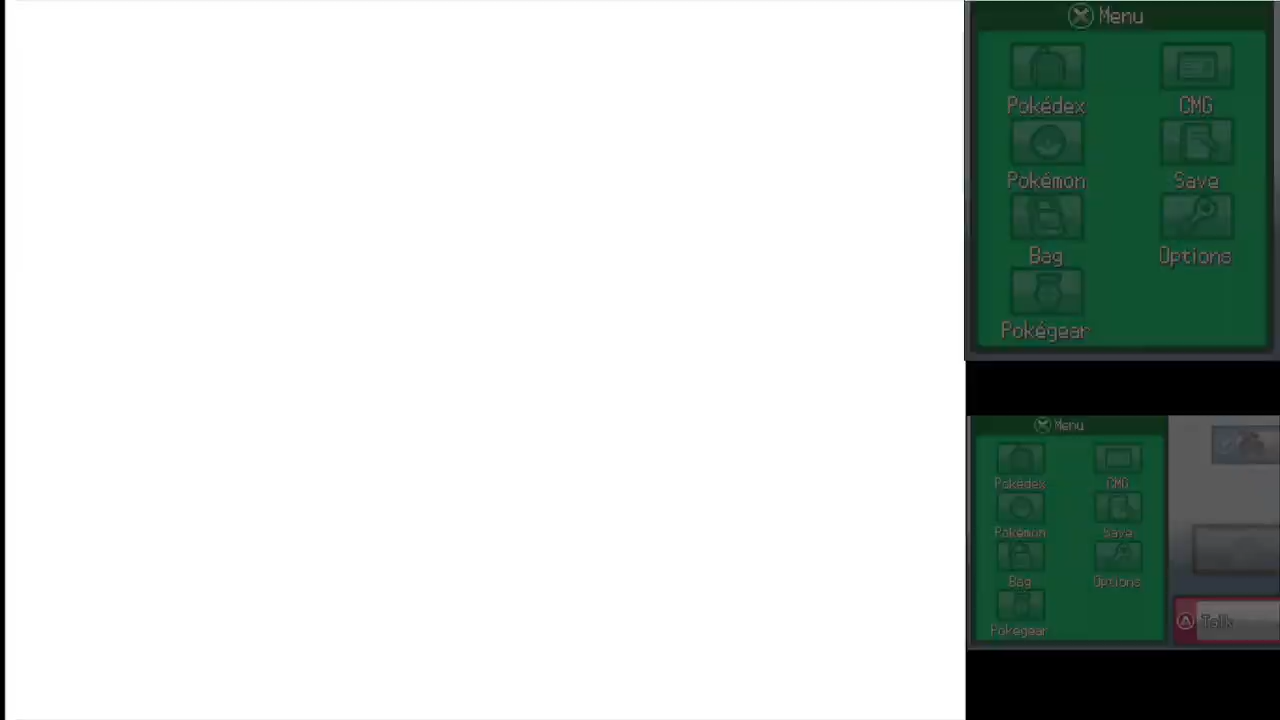 Menu
Pokédex CMG
Pokémon Save
Bag Options
Pokégear
Menu
Pokédex CMG
Pokémon Save
Bag Options
Pokégear
A Talk